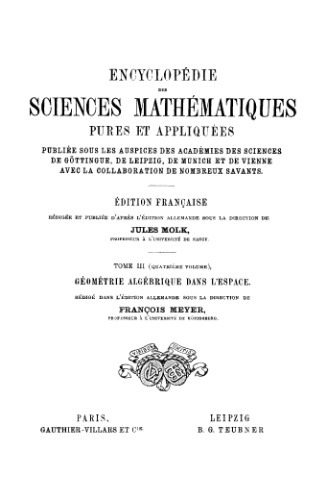 ENCYCLOPÉDIE
DES
SCIENCES MATHÉMATIQUES
PURES ET APPLIQUÉES
PUBLIÉE SOUS LES AUSPICES DES ACADÉMIES DES SCIENCES
DE GÖTTINGUE, DE LEIPZIG, DE MUNICH ET DE VIENNE
AVEC LA COLLABORATION DE NOMBREUX SAVANTS.
ÉDITION FRANÇAISE
RÉDIGÉE ET PUBLIÉE D'APRÈS L'ÉDITION ALLEMANDE SOUS LA DIRECTION DE
JULES MOLK,
PROFESSEUR À L'UNIVERSITÉ DE NANCY.
TOME III (QUATRIÈME VOLUME),
GÉOMÉTRIE ALGÉBRIQUE DANS L'ESPACE.
RÉDIGÉ DANS L'ÉDITION ALLEMANDE SOUS LA DIRECTION DE
FRANÇOIS MEYER,
PROFESSEUR À L'UNIVERSITÉ DE KÖNIGSBERG.
VIRIBUS UNITIS
PARIS,
GAUTHIER-VILLARS ET Cie
LEIPZIG
B. G. TEUBNER